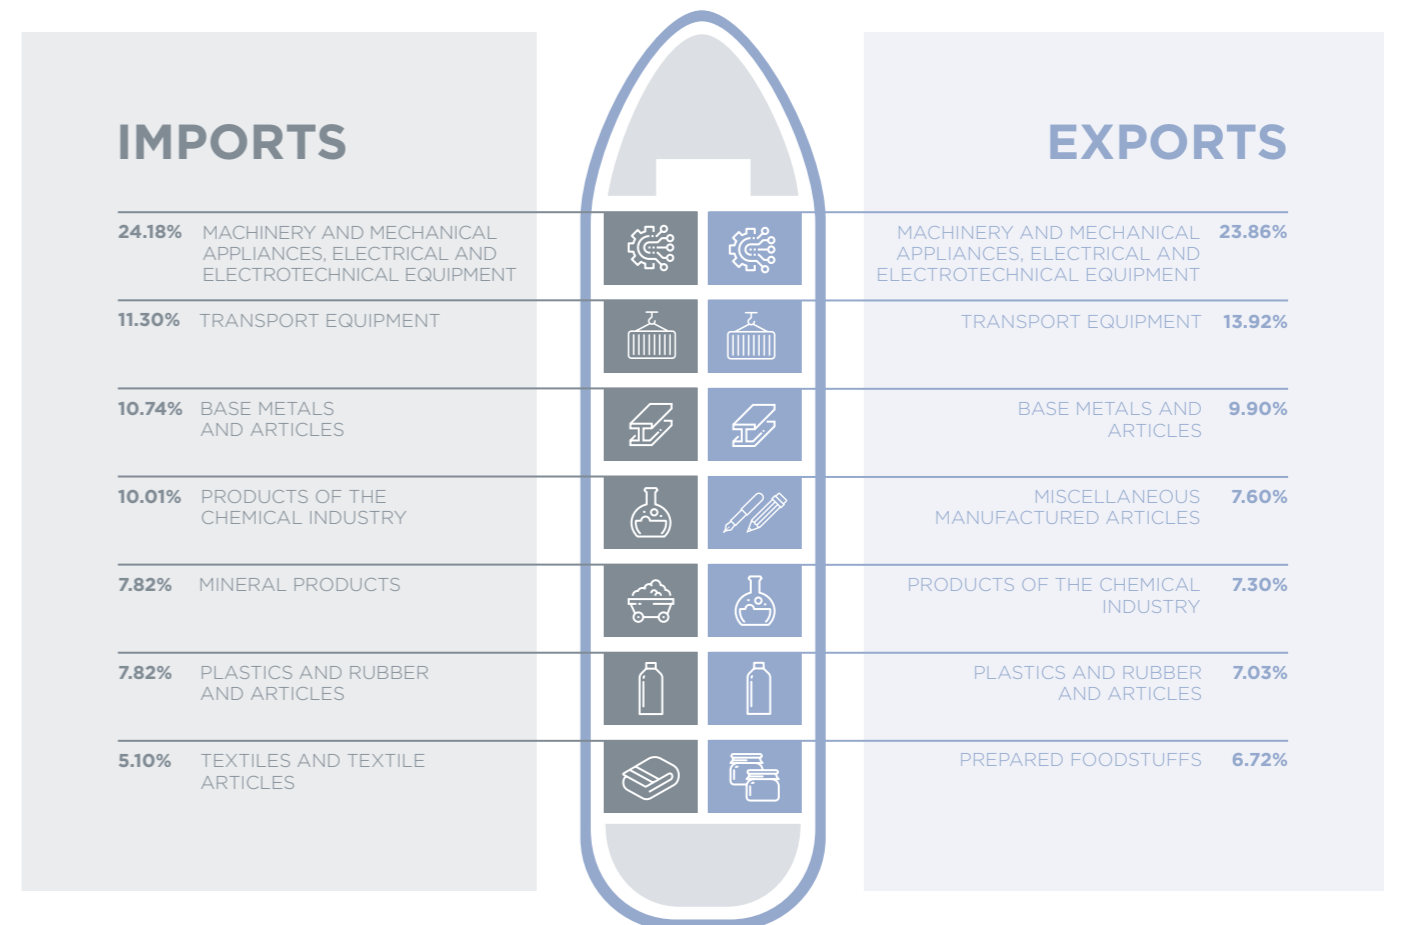 IMPORTS
24.18% MACHINERY AND MECHANICAL
APPLIANCES, ELECTRICAL AND
ELECTROTECHNICAL EQUIPMENT
11.30% TRANSPORT EQUIPMENT
10.74% BASE METALS
AND ARTICLES
10.01% PRODUCTS OF THE
CHEMICAL INDUSTRY
7.82% MINERAL PRODUCTS
7.82% PLASTICS AND RUBBER
AND ARTICLES
5.10% TEXTILES AND TEXTILE
ARTICLES
EXPORTS
MACHINERY AND MECHANICAL 23.86%
APPLIANCES, ELECTRICAL AND
ELECTROTECHNICAL EQUIPMENT
TRANSPORT EQUIPMENT 13.92%
BASE METALS AND 9.90%
ARTICLES
MISCELLANEOUS 7.60%
MANUFACTURED ARTICLES
PRODUCTS OF THE CHEMICAL 7.30%
INDUSTRY
PLASTICS AND RUBBER 7.03%
AND ARTICLES
PREPARED FOODSTUFFS 6.72%